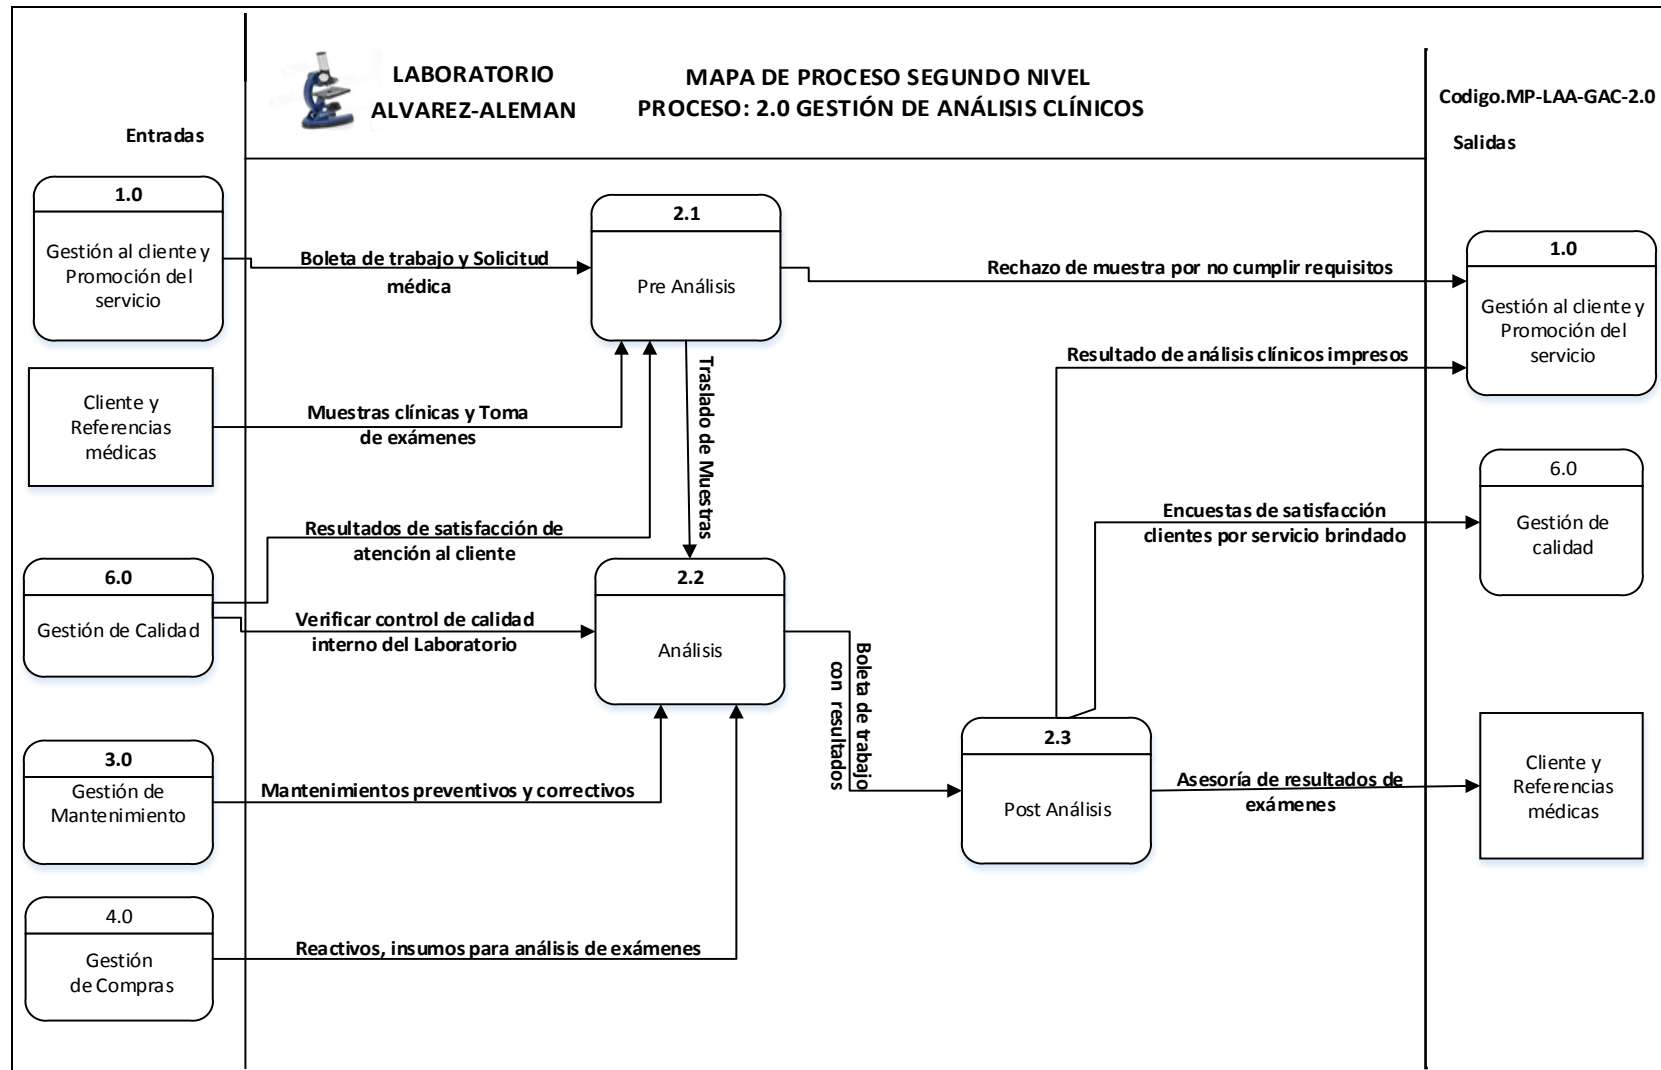 LABORATORIO
ALVAREZ-ALEMAN
MAPA DE PROCESO SEGUNDO NIVEL
PROCESO: 2.0 GESTIÓN DE ANÁLISIS CLÍNICOS
Codigo.MP-LAA-GAC-2.0
Entradas
Salidas
1.0
Gestión al cliente y
Promoción del
servicio
Boleta de trabajo y Solicitud
médica
2.1
Pre Análisis
Rechazo de muestra por no cumplir requisitos
1.0
Gestión al cliente y
Promoción del
servicio
Resultado de análisis clínicos impresos
Cliente y
Referencias
médicas
Muestras clínicas y Toma
de exámenes
Traslado de Muestras
6.0
Gestión de
calidad
Encuestas de satisfacción
clientes por servicio brindado
Resultados de satisfacción de
atención al cliente
6.0
Gestión de Calidad
Verificar control de calidad
interno del Laboratorio
2.2
Análisis
Boleta de trabajo
con resultados
2.3
Post Análisis
Asesoría de resultados de
exámenes
Cliente y
Referencias
médicas
3.0
Gestión de
Mantenimiento
Mantenimientos preventivos y correctivos
4.0
Gestión
de Compras
Reactivos, insumos para análisis de exámenes